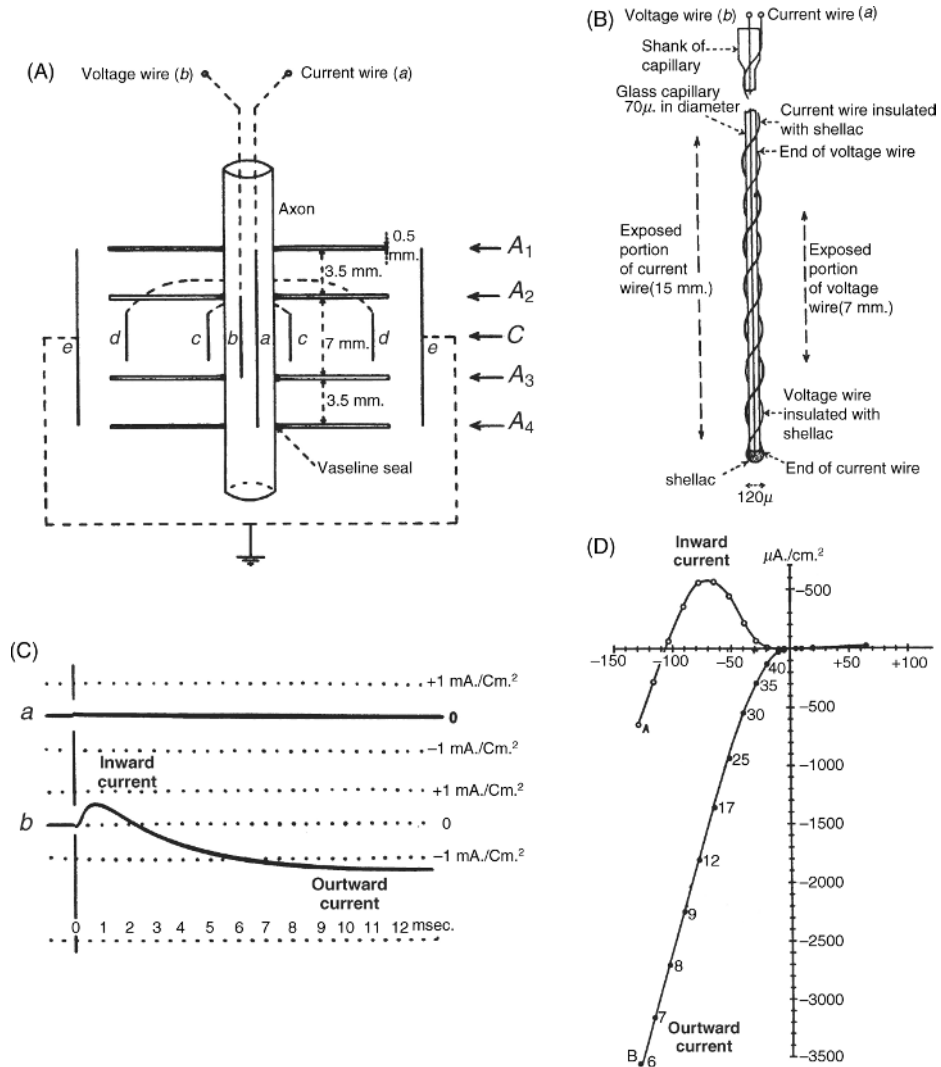 (A)
Voltage wire (b)
Current wire (a)
Axon
0.5
mm.
3.5 mm.
7 mm.
3.5 mm.
A1
A2
C
A3
A4
e
d
c
b
a
c
d
e
Vaseline seal
(B)
Voltage wire (b)
Current wire (a)
Shank of
capillary
Glass capillary
70μ. in diameter
Current wire insulated
with shellac
End of voltage wire
Exposed
portion
of current
wire(15 mm.)
Exposed
portion
of voltage
wire(7 mm.)
Voltage wire
insulated with
shellac
shellac
End of current wire
120μ
(C)
+1 mA./Cm.2
a
0
−1 mA./Cm.2
Inward
current
+1 mA./Cm.2
b
0
−1 mA./Cm.2
Ourtward
current
0 1 2 3 4 5 6 7 8 9 10 11 12 msec.
(D)
Inward
current
μA./cm.2
−500
−150 −100 −50 +50 +100
40
35
−500
A
30
25
−1000
17
−1500
12
−2000
9
8
−2500
7
−3000
Ourtward
current
B 6
−3500